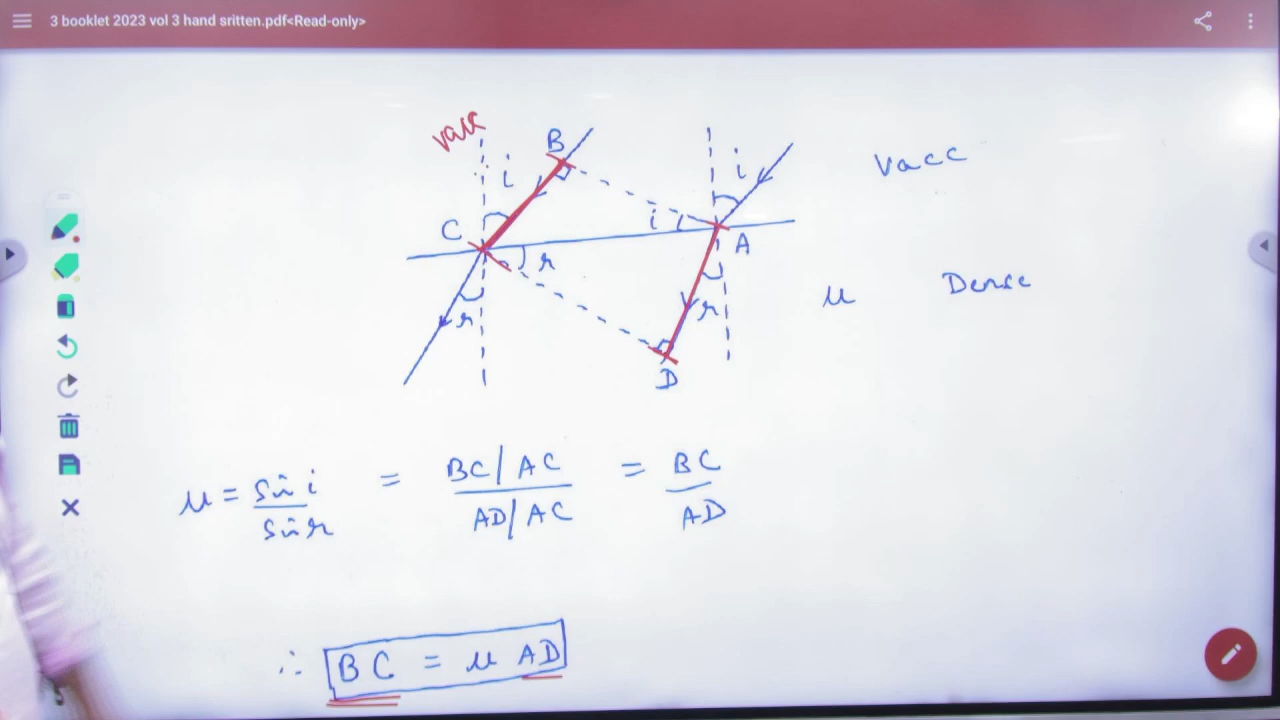 3 booklet 2023 vol 3 hand sritten.pdf<Read-only>
vacc
B
i
i
Vacc
C
i
A
r
r
r
μ
Dense
D
μ = sin i / sin r = BC/AC / AD/AC = BC / AD
∴ BC = μ AD